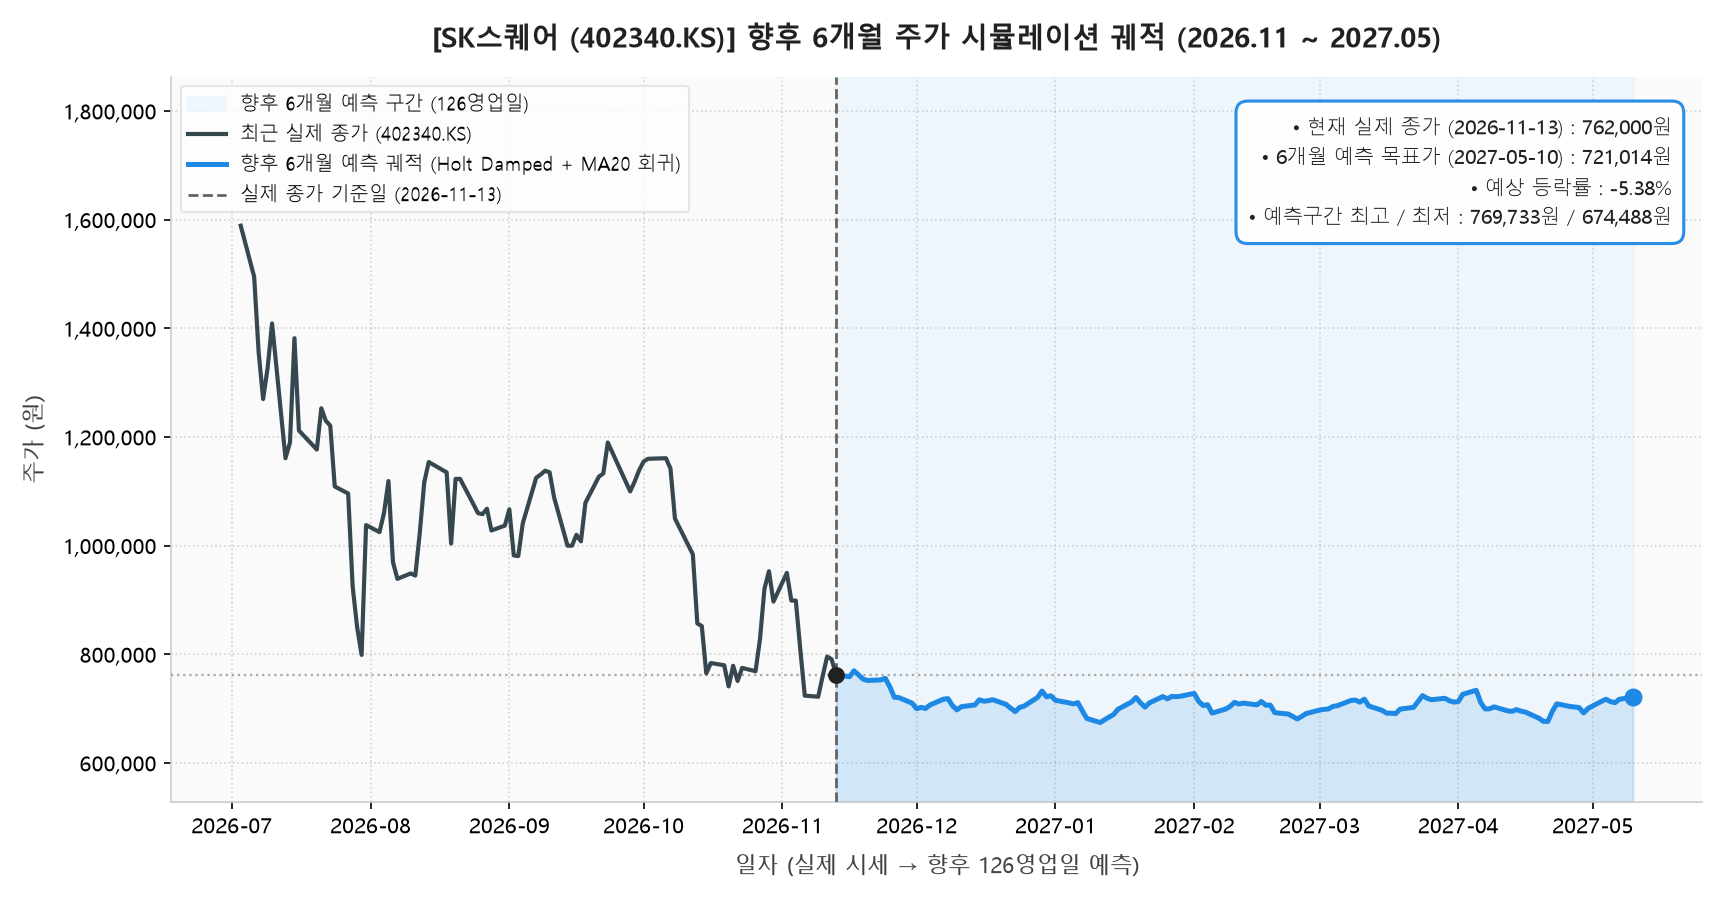 [SK스퀘어 (402340.KS)] 향후 6개월 주가 시뮬레이션 궤적 (2026.11 ~ 2027.05)
향후 6개월 예측 구간 (126영업일)
최근 실제 종가 (402340.KS)
향후 6개월 예측 궤적 (Holt Damped + MA20 회귀)
실제 종가 기준일 (2026-11-13)
• 현재 실제 종가 (2026-11-13) : 762,000원
• 6개월 예측 목표가 (2027-05-10) : 721,014원
• 예상 등락률 : -5.38%
• 예측구간 최고 / 최저 : 769,733원 / 674,488원
주가 (원)
1,800,000
1,600,000
1,400,000
1,200,000
1,000,000
800,000
600,000
2026-07 2026-08 2026-09 2026-10 2026-11 2026-12 2027-01 2027-02 2027-03 2027-04 2027-05
일자 (실제 시세 → 향후 126영업일 예측)